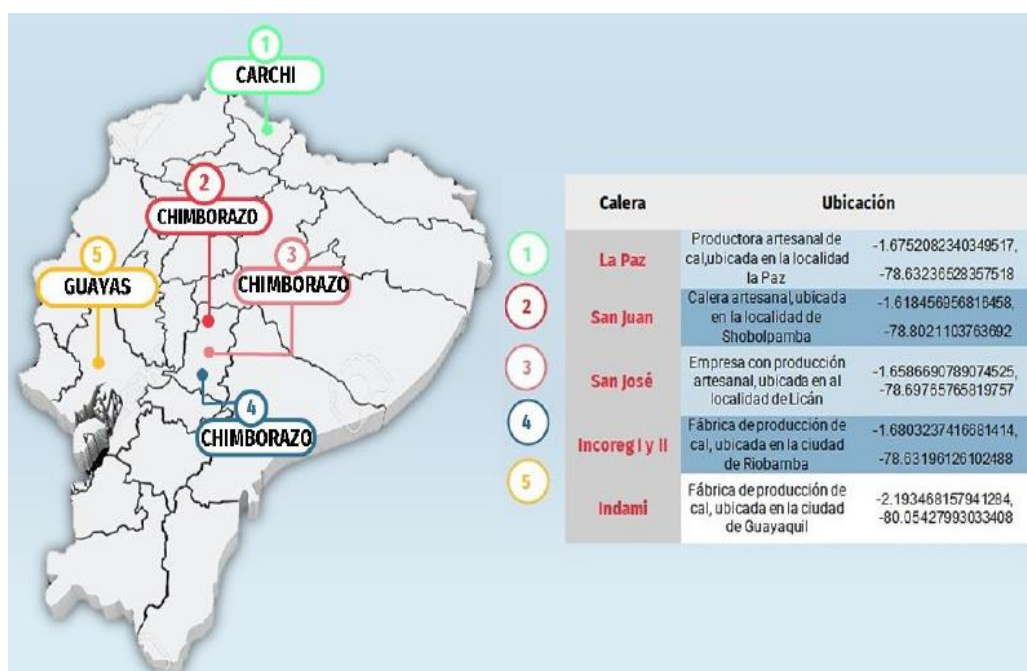 1
CARCHI
2
CHIMBORAZO
3
CHIMBORAZO
5
GUAYAS
4
CHIMBORAZO
Calera
Ubicación
1
La Paz
Productora artesanal de
cal,ubicada en la localidad
la Paz
-1.6752082340349517,
-78.63236528357518
2
San Juan
Calera artesanal, ubicada
en la localidad de
Shobolpamba
-1.618456956816458,
-78.8021103763692
3
San José
Empresa con producción
artesanal, ubicada en al
localidad de Licán
-1.6586690789074525,
-78.69765765819757
4
Incoreg I y II
Fábrica de producción de
cal, ubicada en la ciudad
de Riobamba
-1.6803237416681414,
-78.63196126102488
5
Indami
Fábrica de producción de
cal, ubicada en la ciudad
de Guayaquil
-2.193468157941284,
-80.05427993033408